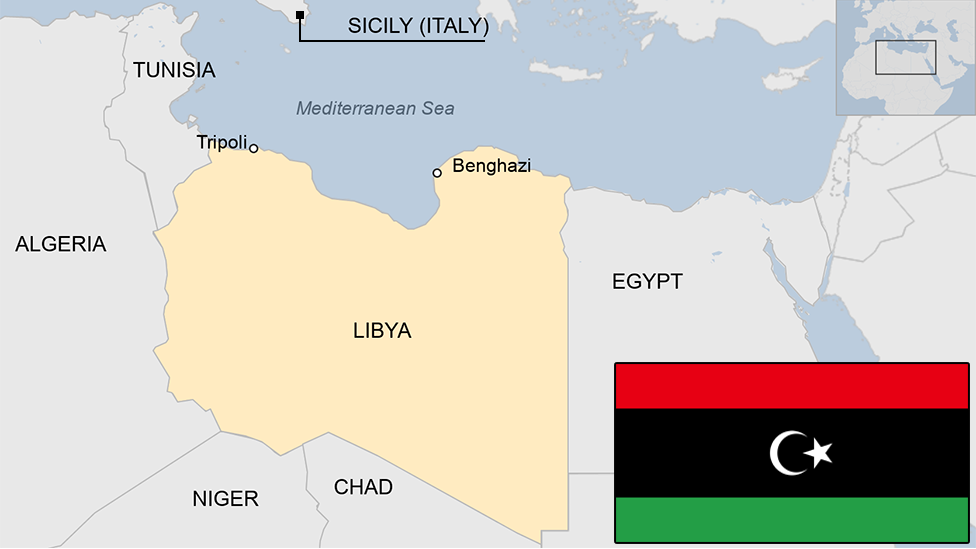 SICILY (ITALY)
TUNISIA
Mediterranean Sea
Tripoli
Benghazi
ALGERIA
EGYPT
LIBYA
CHAD
NIGER